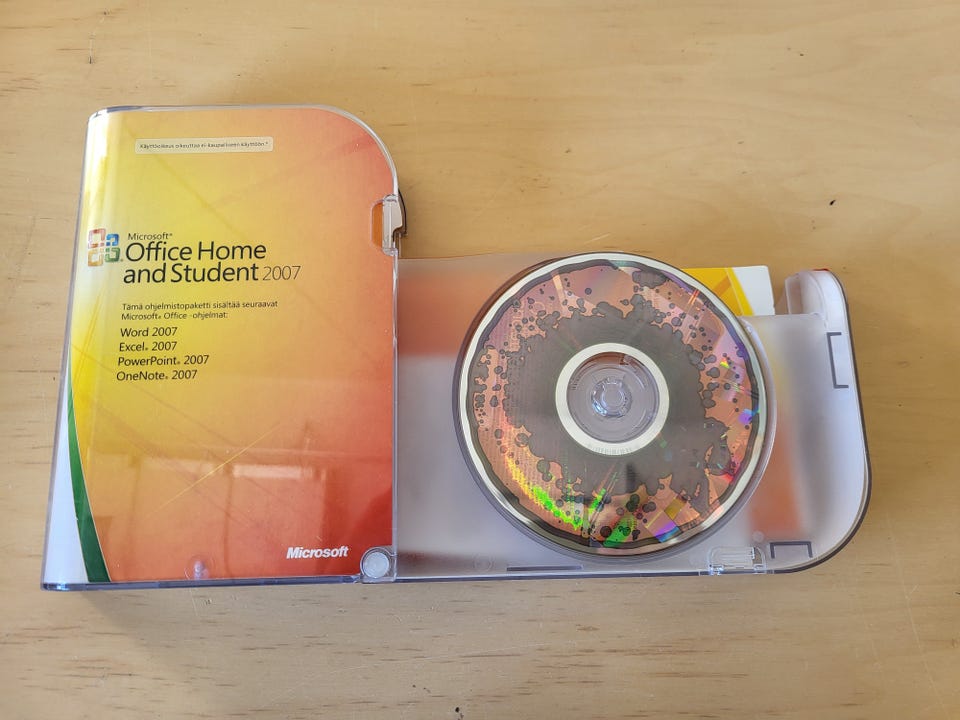 Käyttöoikeus oikeuttaa ei-kaupalliseen käyttöön.*
Microsoft®
Office Home
and Student 2007
Tämä ohjelmistopaketti sisältää seuraavat
Microsoft® Office -ohjelmat:
Word 2007
Excel® 2007
PowerPoint® 2007
OneNote® 2007
Microsoft